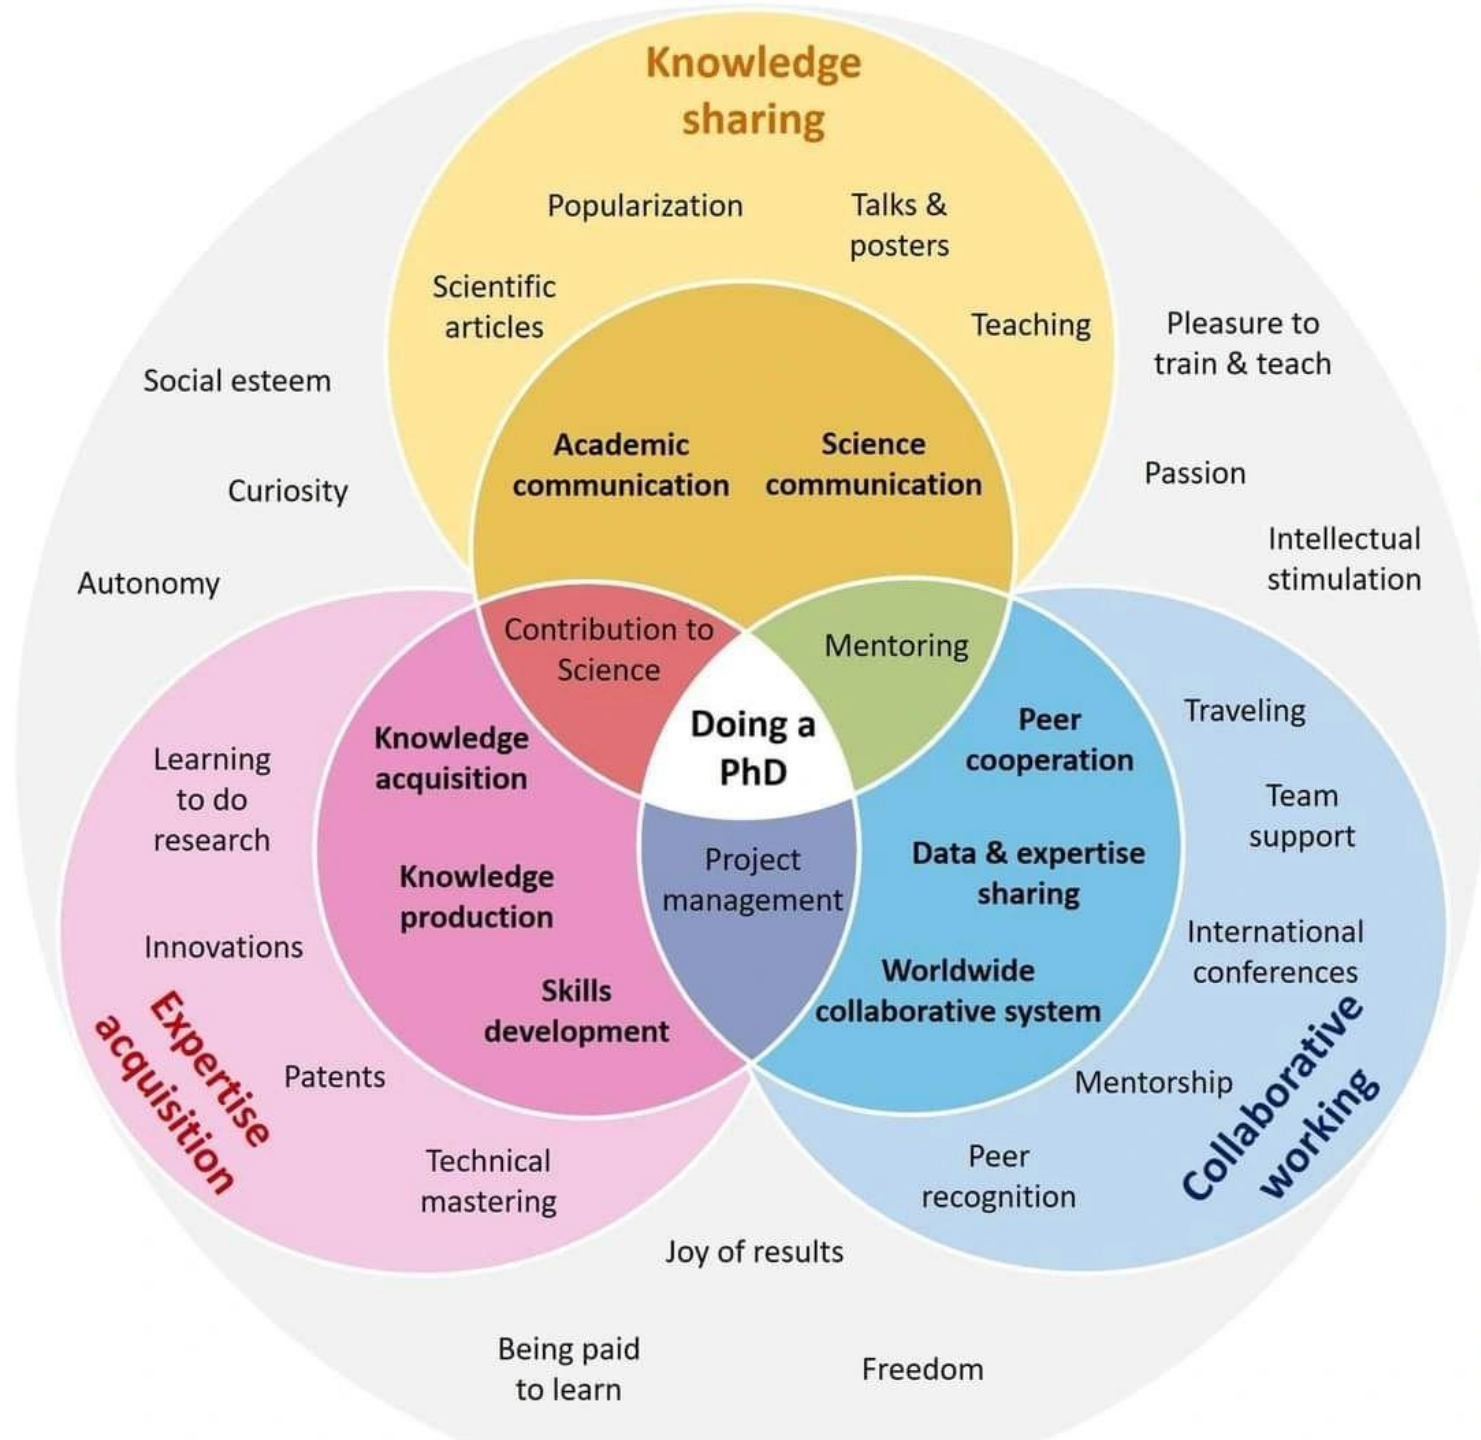 Knowledge
sharing
Popularization
Talks &
posters
Scientific
articles
Teaching
Pleasure to
train & teach
Social esteem
Academic
communication
Science
communication
Curiosity
Passion
Intellectual
stimulation
Autonomy
Contribution to
Science
Mentoring
Doing a
PhD
Knowledge
acquisition
Peer
cooperation
Traveling
Learning
to do
research
Team
support
Knowledge
production
Project
management
Data & expertise
sharing
Innovations
International
conferences
Skills
development
Worldwide
collaborative system
Expertise
acquisition
Patents
Mentorship
Collaborative
working
Technical
mastering
Peer
recognition
Joy of results
Being paid
to learn
Freedom